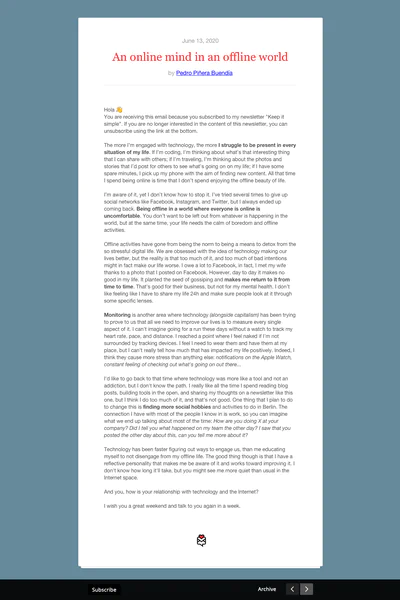 June 13, 2020
An online mind in an offline world
by Pedro Piñera Buendía
Hola 👋
You are receiving this email because you subscribed to my newsletter "Keep it
simple". If you are no longer interested in the content of this newsletter, you can
unsubscribe using the link at the bottom.
The more I'm engaged with technology, the more I struggle to be present in every
situation of my life. If I'm coding, I'm thinking about what's that interesting thing
that I can share with others; if I'm traveling, I'm thinking about the photos and
stories that I'd post for others to see what's going on on my life; if I have some
spare minutes, I pick up my phone with the aim of finding new content. All that time
I spend being online is time that I don't spend enjoying the offline beauty of life.
I'm aware of it, yet I don't know how to stop it. I've tried several times to give up
social networks like Facebook, Instagram, and Twitter, but I always ended up
coming back. Being offline in a world where everyone is online is
uncomfortable. You don't want to be left out from whatever is happening in the
world, but at the same time, your life needs the calm of boredom and offline
activities.
Offline activities have gone from being the norm to being a means to detox from the
so stressful digital life. We are obsessed with the idea of technology making our
lives better, but the reality is that too much of it, and too much of bad intentions
might in fact make our life worse. I owe a lot to Facebook, in fact, I met my wife
thanks to a photo that I posted on Facebook. However, day to day it makes no
good in my life. It planted the seed of gossiping and makes me return to it from
time to time. That's good for their business, but not for my mental health. I don't
like feeling like I have to share my life 24h and make sure people look at it through
some specific lenses.
Monitoring is another area where technology (alongside capitalism) has been trying
to prove to us that all we need to improve our lives is to measure every single
aspect of it. I can't imagine going for a run these days without a watch to track my
heart rate, pace, and distance. I reached a point where I feel naked if I'm not
surrounded by tracking devices. I feel I need to wear them and have them at my
place, but I can't really tell how much that has impacted my life positively. Indeed, I
think they cause more stress than anything else: notifications on the Apple Watch,
constant feeling of checking out what's going on out there...
I'd like to go back to that time where technology was more like a tool and not an
addiction, but I don't know the path. I really like all the time I spend reading blog
posts, building tools in the open, and sharing my thoughts on a newsletter like this
one, but I think I do too much of it, and that's not good. One thing that I plan to do
to change this is finding more social hobbies and activities to do in Berlin. The
connection I have with most of the people I know in is work, so you can imagine
what we end up talking about most of the time: How are you doing X at your
company? Did I tell you what happened on my team the other day? I saw that you
posted the other day about this, can you tell me more about it?
Technology has been faster figuring out ways to engage us, than me educating
myself to not disengage from my offline life. The good thing though is that I have a
reflective personality that makes me be aware of it and works toward improving it. I
don't know how long it'll take, but you might see me more quiet than usual in the
Internet space.
And you, how is your relationship with technology and the Internet?
I wish you a great weekend and talk to you again in a week.
Subscribe
Archive